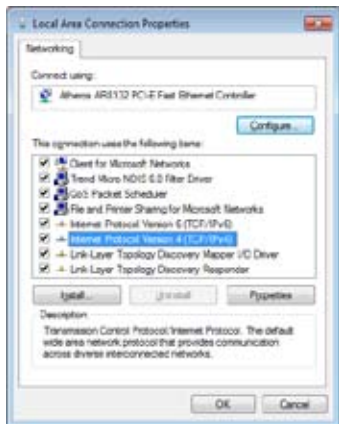 Local Area Connection Properties
Networking
Connect using:
Atheros AR8132 PCI-E Fast Ethernet Controller
Configure...
This connection uses the following items:
Client for Microsoft Networks
Trend Micro NDIS 6.0 Filter Driver
QoS Packet Scheduler
File and Printer Sharing for Microsoft Networks
Internet Protocol Version 6 (TCP/IPv6)
Internet Protocol Version 4 (TCP/IPv4)
Link-Layer Topology Discovery Mapper I/O Driver
Link-Layer Topology Discovery Responder
Install...
Uninstall
Properties
Description
Transmission Control Protocol/Internet Protocol. The default
wide area network protocol that provides communication
across diverse interconnected networks.
OK
Cancel